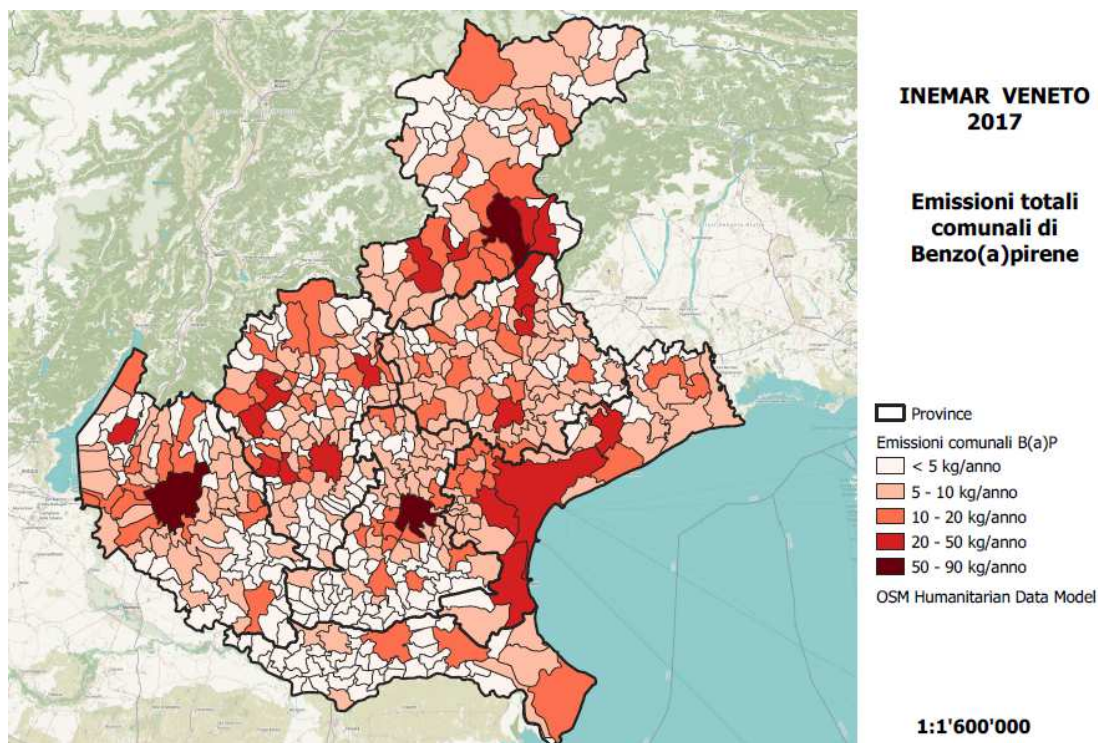 INEMAR VENETO
2017
Emissioni totali
comunali di
Benzo(a)pirene
Province
Emissioni comunali B(a)P
< 5 kg/anno
5 - 10 kg/anno
10 - 20 kg/anno
20 - 50 kg/anno
50 - 90 kg/anno
OSM Humanitarian Data Model
1:1'600'000